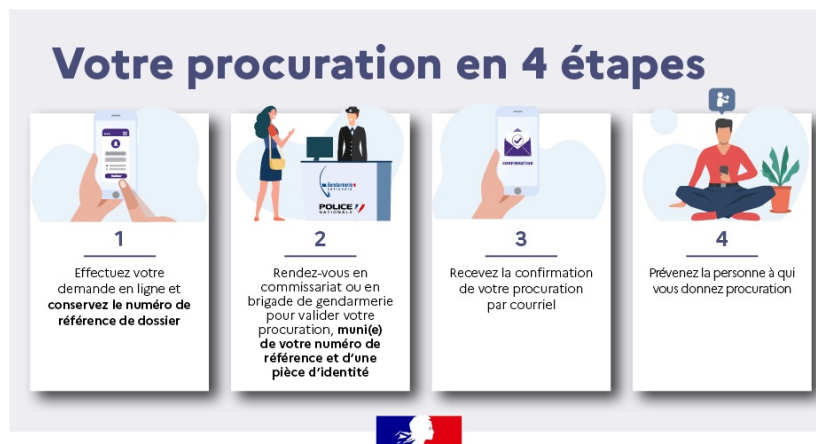 Votre procuration en 4 étapes
CONFIRMATION
Gendarmerie
nationale
POLICE
NATIONALE
1
Effectuez votre
demande en ligne et
conservez le numéro de
référence de dossier
2
Rendez-vous en
commissariat ou en
brigade de gendarmerie
pour valider votre
procuration, muni(e)
de votre numéro de
référence et d'une
pièce d'identité
3
Recevez la confirmation
de votre procuration
par courriel
4
Prévenez la personne à qui
vous donnez procuration